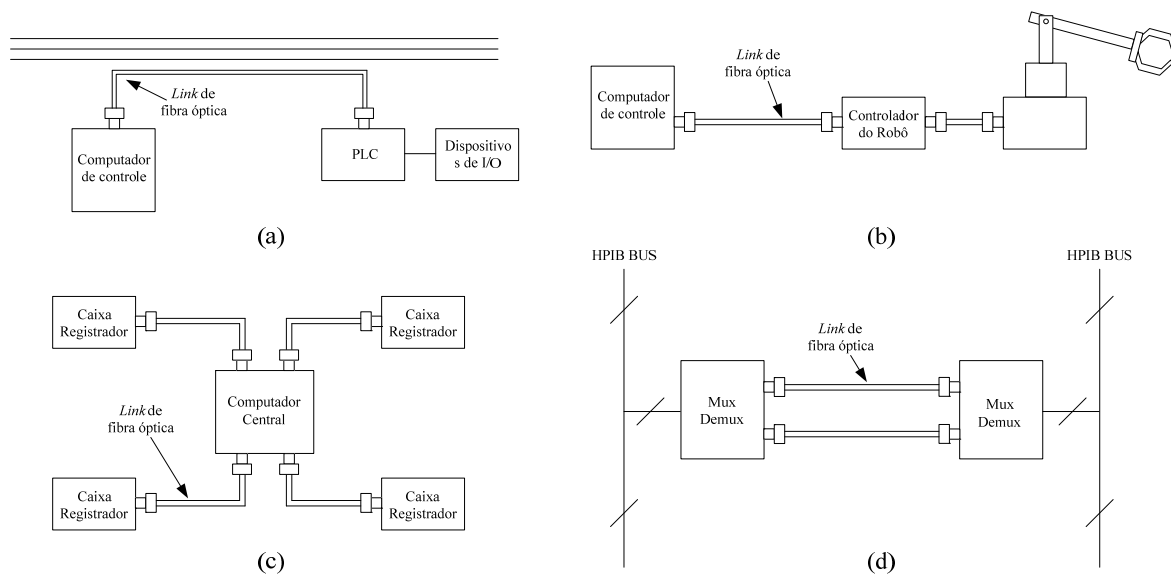 Link de
fibra óptica
Computador
de controle
PLC
Dispositivo
s de I/O
(a)
Computador
de controle
Link de
fibra óptica
Controlador
do Robô
(b)
Caixa
Registrador
Caixa
Registrador
Computador
Central
Link de
fibra óptica
Caixa
Registrador
Caixa
Registrador
(c)
HPIB BUS
HPIB BUS
Link de
fibra óptica
Mux
Demux
Mux
Demux
(d)